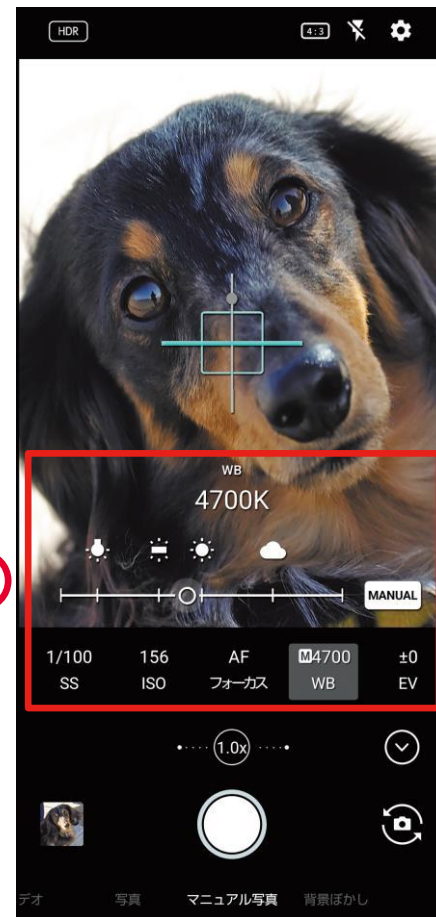 HDR
4:3
WB
4700K
MANUAL
1/100 156 AF M4700 ±0
SS ISO フォーカス WB EV
1.0x
デオ 写真 マニュアル写真 背景ぼかし